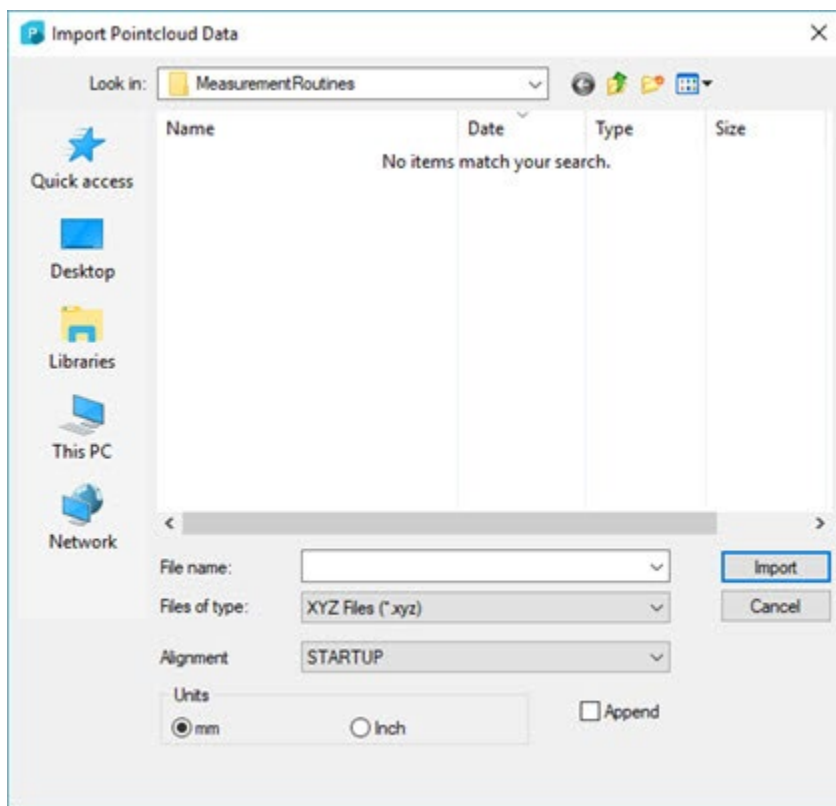 Import Pointcloud Data
Look in: MeasurementRoutines
Name Date Type Size
No items match your search.
Quick access
Desktop
Libraries
This PC
Network
File name: Import
Files of type: XYZ Files (*.xyz) Cancel
Alignment STARTUP
Units
mm Inch Append